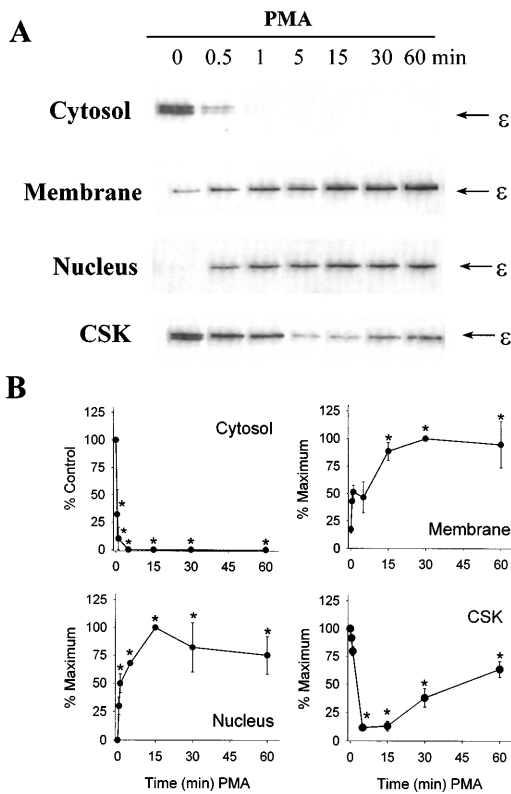 A
PMA
0 0.5 1 5 15 30 60 min
Cytosol ε
Membrane ε
Nucleus ε
CSK ε
B
125
100
75
50
25
0
% Control
Cytosol
*
*
* * * *
0 15 30 45 60
125
100
75
50
25
0
% Maximum
* * *
Membrane
0 15 30 45 60
125
100
75
50
25
0
% Maximum
* * * * *
Nucleus
0 15 30 45 60
Time (min) PMA
125
100
75
50
25
0
% Maximum
CSK
* * * *
0 15 30 45 60
Time (min) PMA